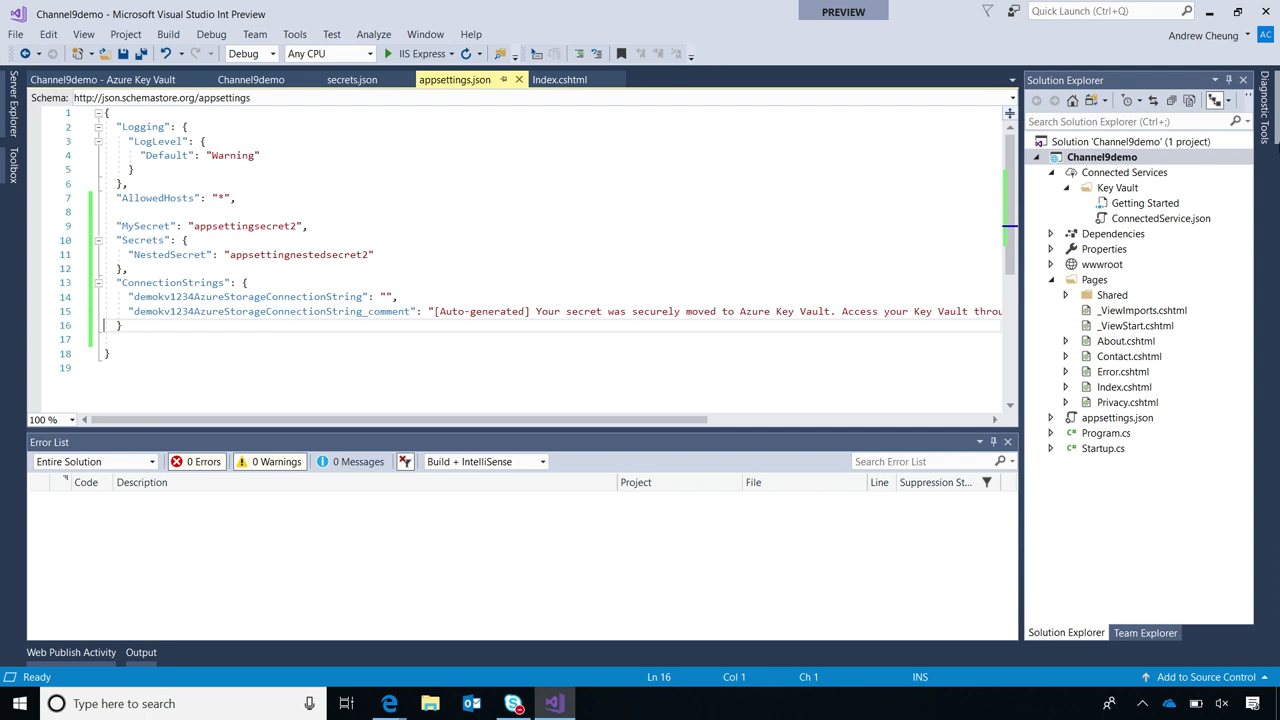 Channel9demo - Microsoft Visual Studio Int Preview
PREVIEW
Quick Launch (Ctrl+Q)
File Edit View Project Build Debug Team Tools Test Analyze Window Help
Andrew Cheung
AC
Debug Any CPU IIS Express
Server Explorer
Toolbox
Channel9demo - Azure Key Vault Channel9demo secrets.json appsettings.json Index.cshtml
Schema: http://json.schemastore.org/appsettings
1 {
2 "Logging": {
3 "LogLevel": {
4 "Default": "Warning"
5 }
6 },
7 "AllowedHosts": "*",
8
9 "MySecret": "appsettingsecret2",
10 "Secrets": {
11 "NestedSecret": "appsettingnestedsecret2"
12 },
13 "ConnectionStrings": {
14 "demokv1234AzureStorageConnectionString": "",
15 "demokv1234AzureStorageConnectionString_comment": "[Auto-generated] Your secret was securely moved to Azure Key Vault. Access your Key Vault throu
16 }
17
18 }
19
100 %
Error List
Entire Solution 0 Errors 0 Warnings 0 Messages Build + IntelliSense Search Error List
Code Description Project File Line Suppression St...
Web Publish Activity Output
Solution Explorer
Search Solution Explorer (Ctrl+;)
Solution 'Channel9demo' (1 project)
Channel9demo
Connected Services
Key Vault
Getting Started
ConnectedService.json
Dependencies
Properties
wwwroot
Pages
Shared
_ViewImports.cshtml
_ViewStart.cshtml
About.cshtml
Contact.cshtml
Error.cshtml
Index.cshtml
Privacy.cshtml
appsettings.json
Program.cs
Startup.cs
Solution Explorer Team Explorer
Diagnostic Tools
Ready Ln 16 Col 1 Ch 1 INS Add to Source Control
Type here to search